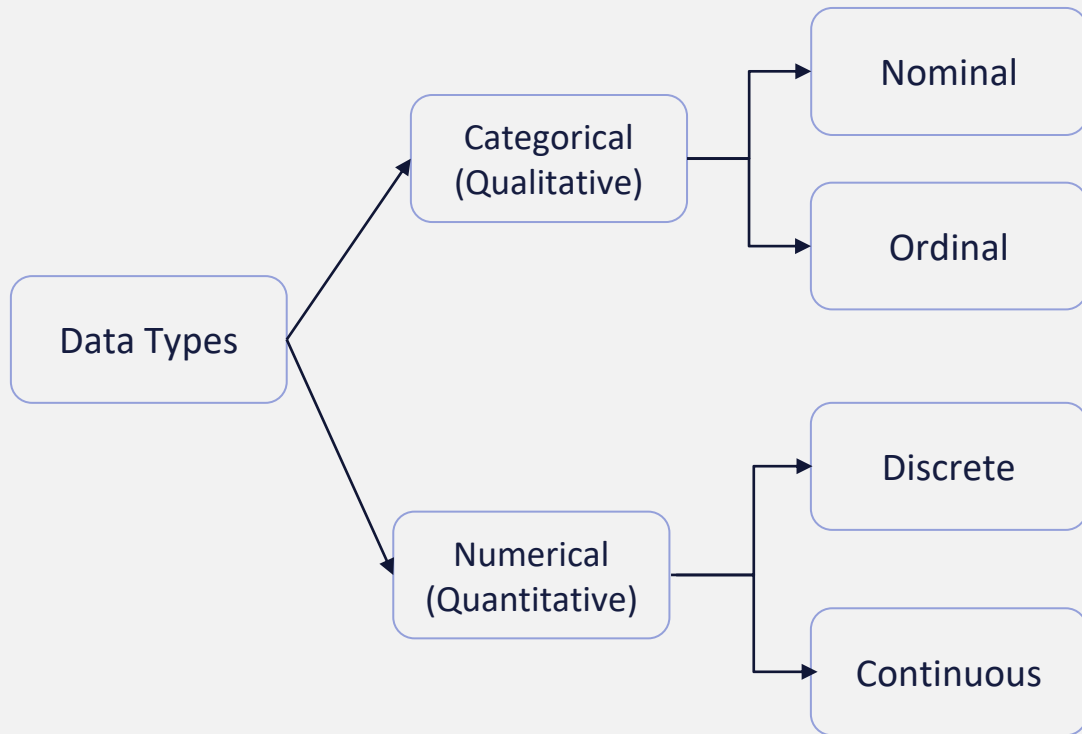 Data Types
Categorical
(Qualitative)
Nominal
Ordinal
Numerical
(Quantitative)
Discrete
Continuous